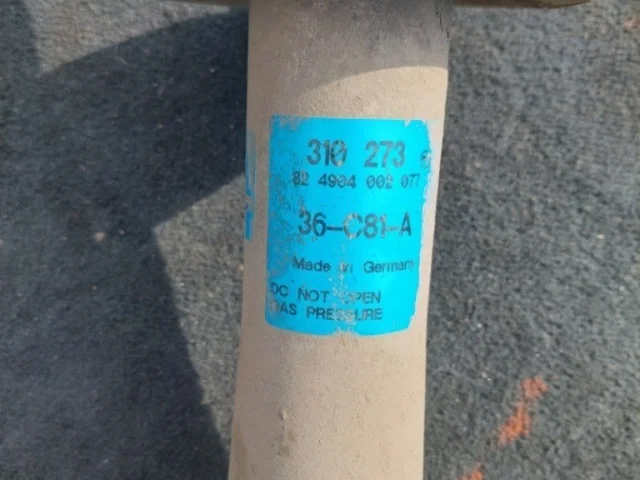 310 273
82 4904 002 077
36-C81-A
Made in Germany
DO NOT OPEN
GAS PRESSURE